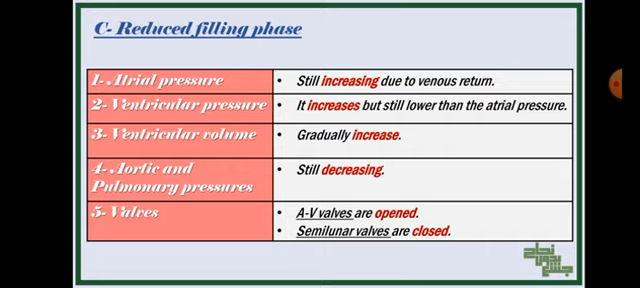 C- Reduced filling phase
1- Atrial pressure
• Still increasing due to venous return.
2- Ventricular pressure
• It increases but still lower than the atrial pressure.
3- Ventricular volume
• Gradually increase.
4- Aortic and
Pulmonary pressures
• Still decreasing.
5- Valves
• A-V valves are opened.
• Semilunar valves are closed.